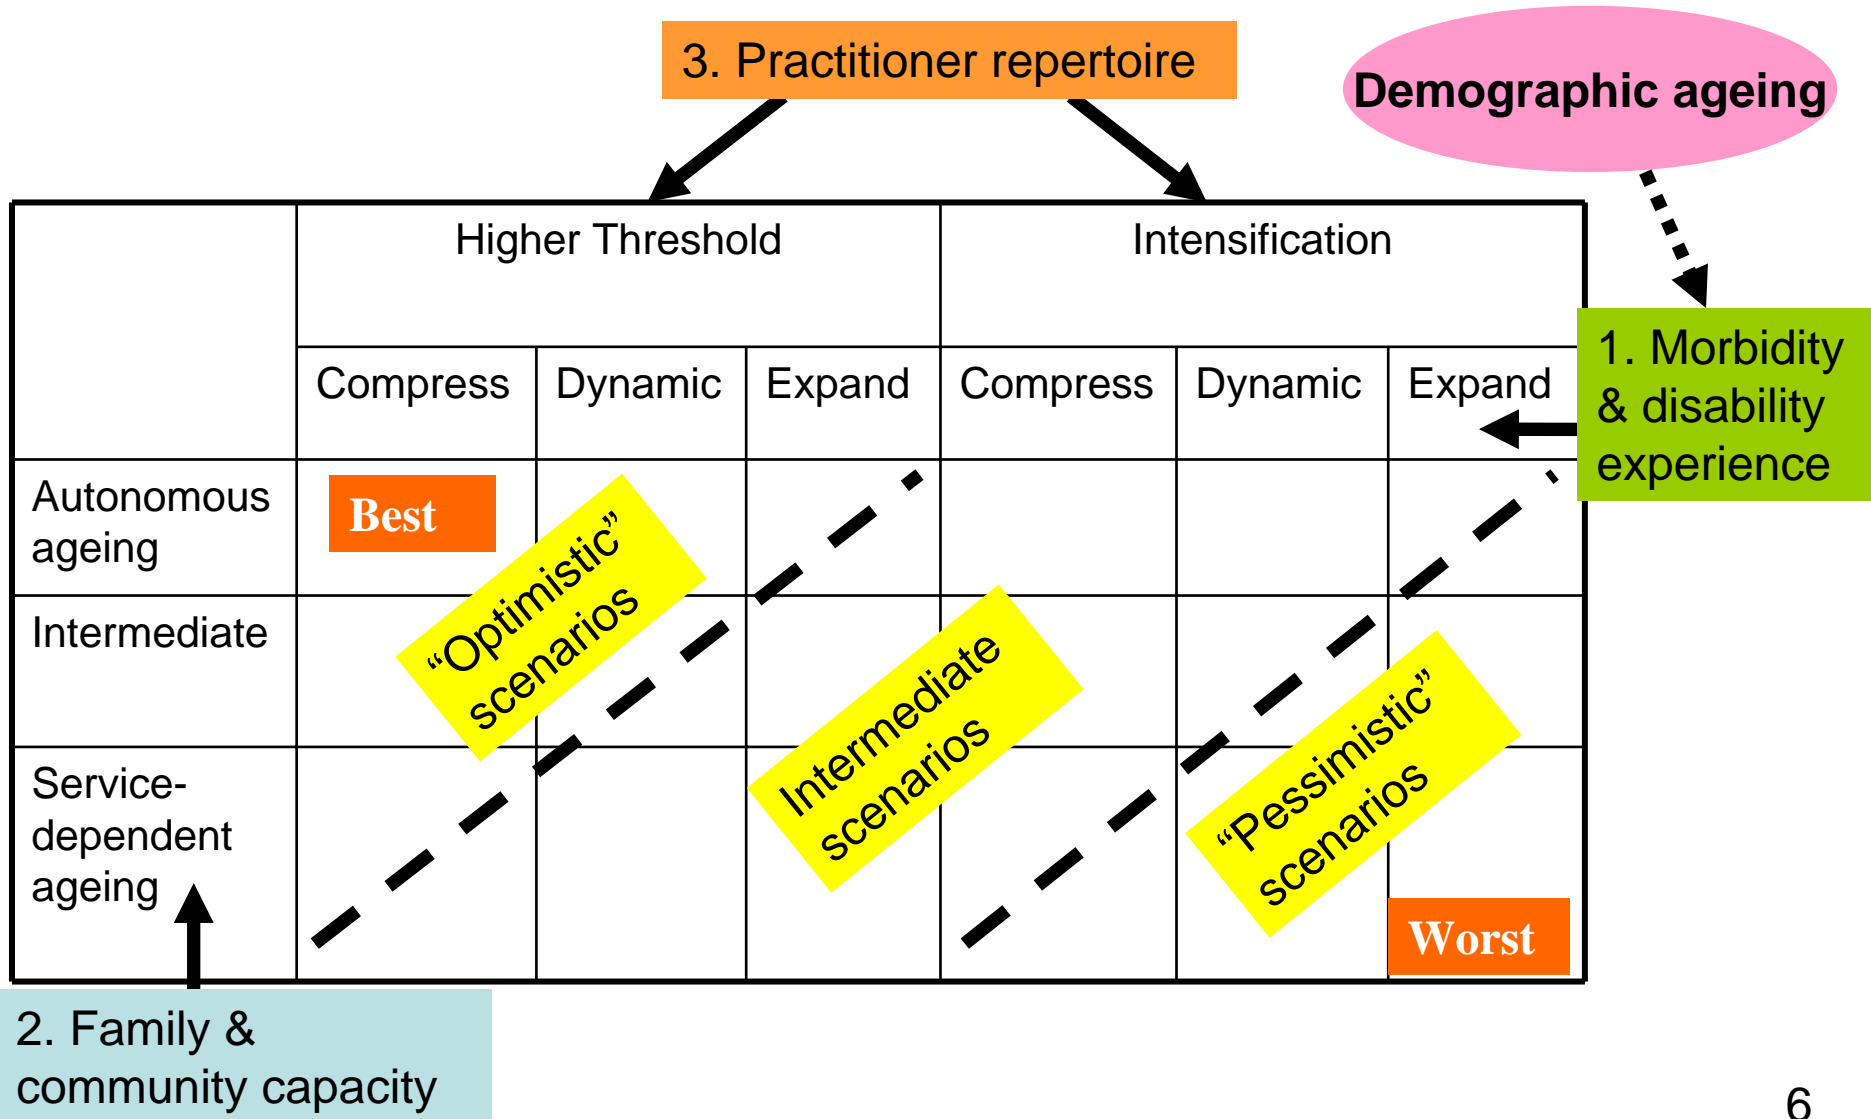 3. Practitioner repertoire
Demographic ageing
Higher Threshold
Intensification
1. Morbidity
& disability
experience
Compress
Dynamic
Expand
Compress
Dynamic
Expand
Autonomous
ageing
Best
“Optimistic”
scenarios
Intermediate
Intermediate
scenarios
“Pessimistic”
scenarios
Service-
dependent
ageing
Worst
2. Family &
community capacity
6